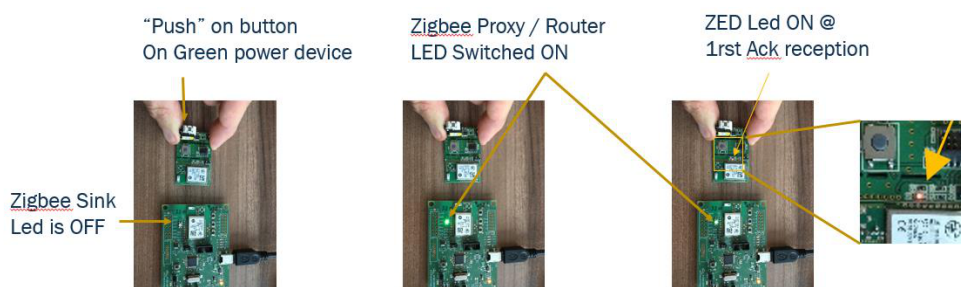 “Push” on button
On Green power device
Zigbee Proxy / Router
LED Switched ON
ZED Led ON @
1rst Ack reception
Zigbee Sink
Led is OFF